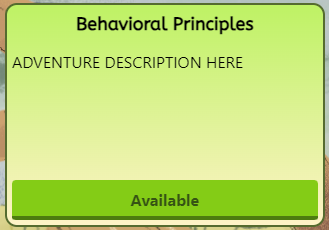 Behavioral Principles
ADVENTURE DESCRIPTION HERE
Available